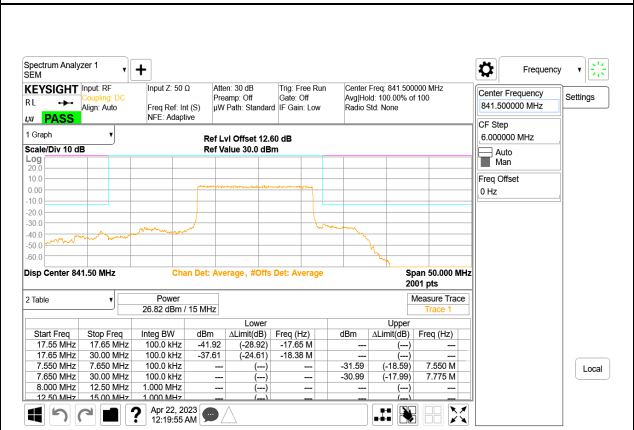 Spectrum Analyzer 1
SEM
+
Frequency
KEYSIGHT Input: RF
Coupling: DC
Align: Auto
Input Z: 50 Ω
Freq Ref: Int (S)
NFE: Adaptive
Atten: 30 dB
Preamp: Off
µW Path: Standard
Trig: Free Run
Gate: Off
IF Gain: Low
Center Freq: 841.500000 MHz
Avg|Hold: 100.00% of 100
Radio Std: None
RL
LXI PASS
Center Frequency
841.500000 MHz
Settings
CF Step
6.000000 MHz
Auto
Man
Freq Offset
0 Hz
1 Graph
Ref Lvl Offset 12.60 dB
Scale/Div 10 dB
Ref Value 30.0 dBm
Log
20.0
10.0
0.00
-10.0
-20.0
-30.0
-40.0
-50.0
-60.0
Disp Center 841.50 MHz
Chan Det: Average, #Offs Det: Average
Span 50.000 MHz
2001 pts
2 Table
Power
26.82 dBm / 15 MHz
Measure Trace
Trace 1
Lower Upper
Start Freq Stop Freq Integ BW dBm ΔLimit(dB) Freq (Hz) dBm ΔLimit(dB) Freq (Hz)
17.55 MHz 17.65 MHz 100.0 kHz -41.92 (-28.92) -17.65 M --- (---) ---
17.65 MHz 30.00 MHz 100.0 kHz -37.61 (-24.61) -18.38 M --- (---) ---
7.550 MHz 7.650 MHz 100.0 kHz --- (---) --- -31.59 (-18.59) 7.550 M
7.650 MHz 30.00 MHz 100.0 kHz --- (---) --- -30.99 (-17.99) 7.775 M
8.000 MHz 12.50 MHz 1.000 MHz --- (---) --- --- (---) ---
12.50 MHz 15.00 MHz 1.000 MHz --- (---) --- --- (---) ---
Local
?
Apr 22, 2023
12:19:55 AM